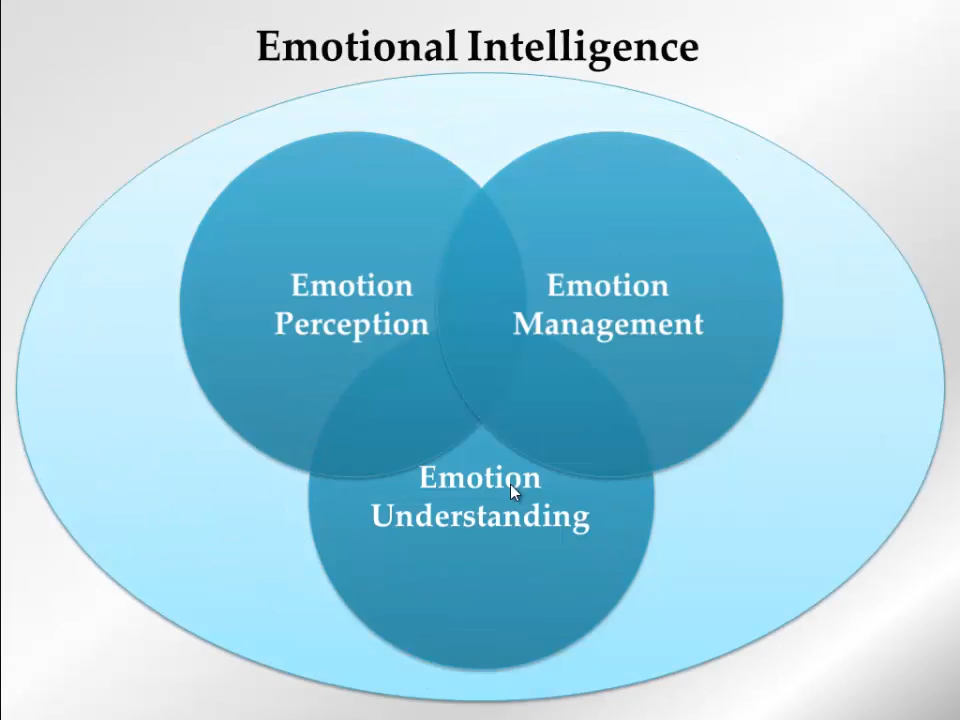 Emotional Intelligence
Emotion
Perception
Emotion
Management
Emotion
Understanding